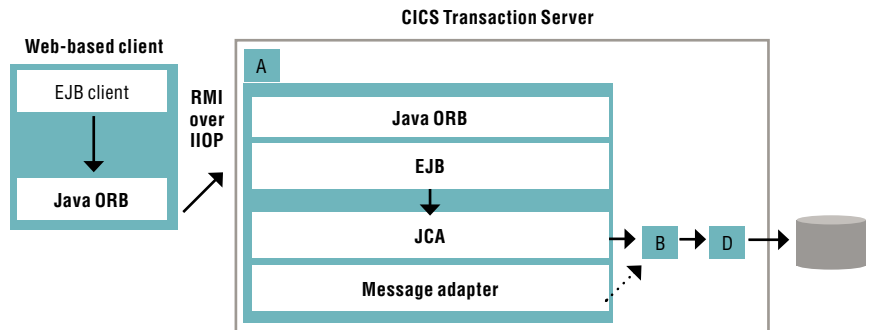 CICS Transaction Server
Web-based client
A
EJB client
RMI
over
IIOP
Java ORB
EJB
Java ORB
JCA
B
D
Message adapter